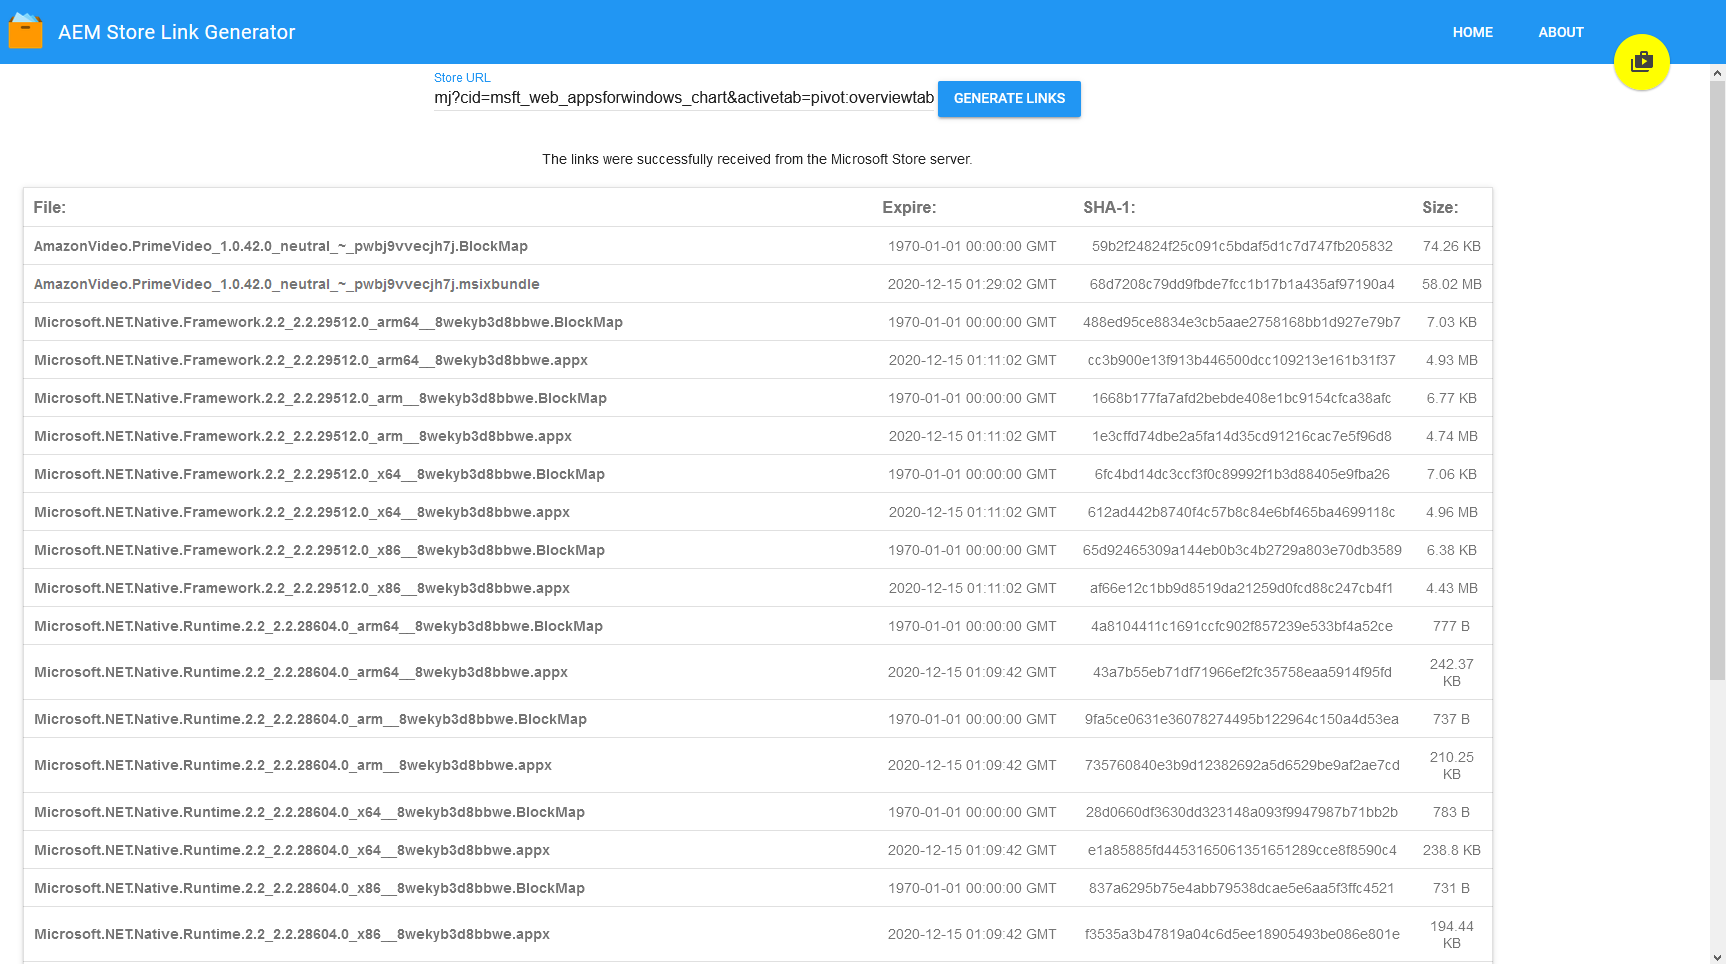 AEM Store Link Generator
HOME
ABOUT
Store URL
mj?cid=msft_web_appsforwindows_chart&activetab=pivot:overviewtab
GENERATE LINKS
The links were successfully received from the Microsoft Store server.
File: Expire: SHA-1: Size:
AmazonVideo.PrimeVideo_1.0.42.0_neutral_~_pwbj9vvecjh7j.BlockMap 1970-01-01 00:00:00 GMT 59b2f24824f25c091c5bdaf5d1c7d747fb205832 74.26 KB
AmazonVideo.PrimeVideo_1.0.42.0_neutral_~_pwbj9vvecjh7j.msixbundle 2020-12-15 01:29:02 GMT 68d7208c79dd9fbde7fcc1b17b1a435af97190a4 58.02 MB
Microsoft.NET.Native.Framework.2.2_2.2.29512.0_arm64__8wekyb3d8bbwe.BlockMap 1970-01-01 00:00:00 GMT 488ed95ce8834e3cb5aae2758168bb1d927e79b7 7.03 KB
Microsoft.NET.Native.Framework.2.2_2.2.29512.0_arm64__8wekyb3d8bbwe.appx 2020-12-15 01:11:02 GMT cc3b900e13f913b446500dcc109213e161b31f37 4.93 MB
Microsoft.NET.Native.Framework.2.2_2.2.29512.0_arm__8wekyb3d8bbwe.BlockMap 1970-01-01 00:00:00 GMT 1668b177fa7afd2bebde408e1bc9154cfca38afc 6.77 KB
Microsoft.NET.Native.Framework.2.2_2.2.29512.0_arm__8wekyb3d8bbwe.appx 2020-12-15 01:11:02 GMT 1e3cffd74dbe2a5fa14d35cd91216cac7e5f96d8 4.74 MB
Microsoft.NET.Native.Framework.2.2_2.2.29512.0_x64__8wekyb3d8bbwe.BlockMap 1970-01-01 00:00:00 GMT 6fc4bd14dc3ccf3f0c89992f1b3d88405e9fba26 7.06 KB
Microsoft.NET.Native.Framework.2.2_2.2.29512.0_x64__8wekyb3d8bbwe.appx 2020-12-15 01:11:02 GMT 612ad442b8740f4c57b8c84e6bf465ba4699118c 4.96 MB
Microsoft.NET.Native.Framework.2.2_2.2.29512.0_x86__8wekyb3d8bbwe.BlockMap 1970-01-01 00:00:00 GMT 65d92465309a144eb0b3c4b2729a803e70db3589 6.38 KB
Microsoft.NET.Native.Framework.2.2_2.2.29512.0_x86__8wekyb3d8bbwe.appx 2020-12-15 01:11:02 GMT af66e12c1bb9d8519da21259d0fcd88c247cb4f1 4.43 MB
Microsoft.NET.Native.Runtime.2.2_2.2.28604.0_arm64__8wekyb3d8bbwe.BlockMap 1970-01-01 00:00:00 GMT 4a8104411c1691ccfc902f857239e533bf4a52ce 777 B
Microsoft.NET.Native.Runtime.2.2_2.2.28604.0_arm64__8wekyb3d8bbwe.appx 2020-12-15 01:09:42 GMT 43a7b55eb71df71966ef2fc35758eaa5914f95fd 242.37 KB
Microsoft.NET.Native.Runtime.2.2_2.2.28604.0_arm__8wekyb3d8bbwe.BlockMap 1970-01-01 00:00:00 GMT 9fa5ce0631e36078274495b122964c150a4d53ea 737 B
Microsoft.NET.Native.Runtime.2.2_2.2.28604.0_arm__8wekyb3d8bbwe.appx 2020-12-15 01:09:42 GMT 735760840e3b9d12382692a5d6529be9af2ae7cd 210.25 KB
Microsoft.NET.Native.Runtime.2.2_2.2.28604.0_x64__8wekyb3d8bbwe.BlockMap 1970-01-01 00:00:00 GMT 28d0660df3630dd323148a093f9947987b71bb2b 783 B
Microsoft.NET.Native.Runtime.2.2_2.2.28604.0_x64__8wekyb3d8bbwe.appx 2020-12-15 01:09:42 GMT e1a85885fd4453165061351651289cce8f8590c4 238.8 KB
Microsoft.NET.Native.Runtime.2.2_2.2.28604.0_x86__8wekyb3d8bbwe.BlockMap 1970-01-01 00:00:00 GMT 837a6295b75e4abb79538dcae5e6aa5f3ffc4521 731 B
Microsoft.NET.Native.Runtime.2.2_2.2.28604.0_x86__8wekyb3d8bbwe.appx 2020-12-15 01:09:42 GMT f3535a3b47819a04c6d5ee18905493be086e801e 194.44 KB